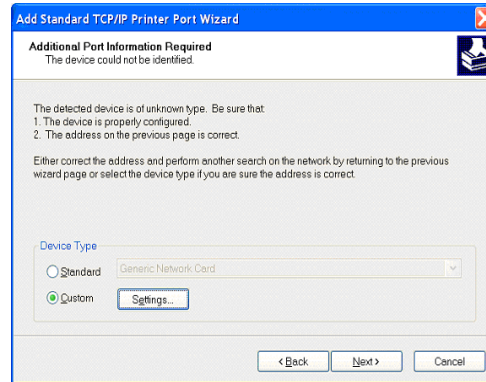 Add Standard TCP/IP Printer Port Wizard
Additional Port Information Required
The device could not be identified.
The detected device is of unknown type. Be sure that:
1. The device is properly configured.
2. The address on the previous page is correct.
Either correct the address and perform another search on the network by returning to the previous
wizard page or select the device type if you are sure the address is correct.
Device Type
Standard
Generic Network Card
Custom
Settings...
< Back
Next >
Cancel